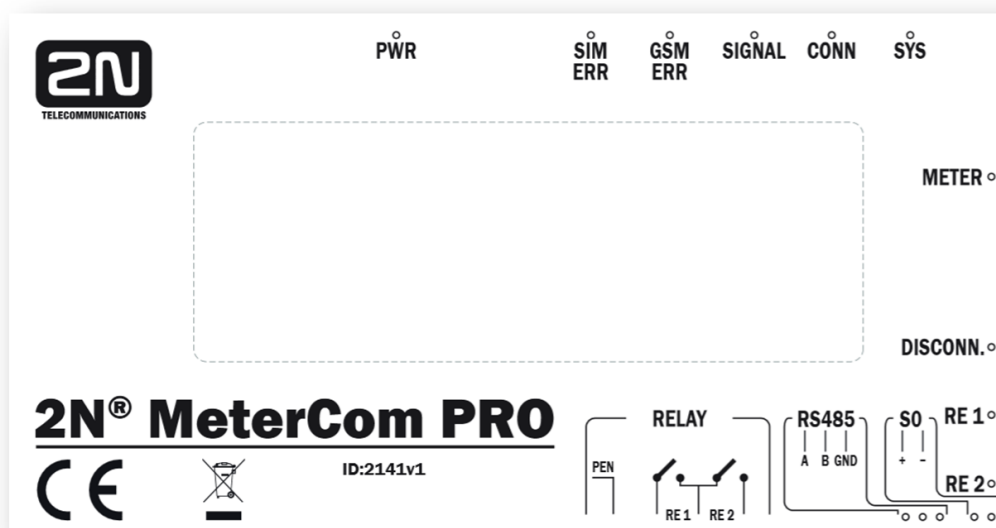 2N
TELECOMMUNICATIONS
PWR
SIM
ERR
GSM
ERR
SIGNAL
CONN
SYS
METER
DISCONN.
2N® MeterCom PRO
CE
ID:2141v1
RELAY
PEN
RE 1
RE 2
RS485
A B GND
S0
+ -
RE 1
RE 2